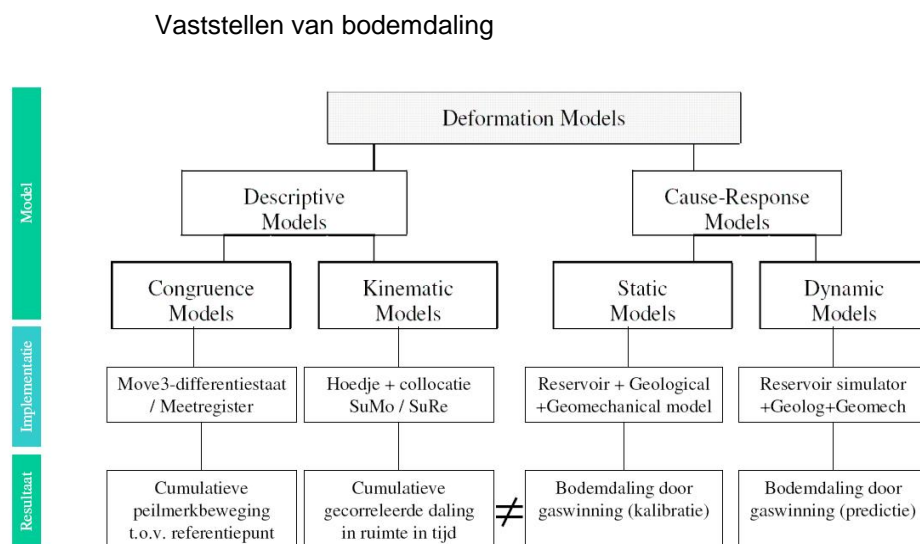 Vaststellen van bodemdaling
Model
Deformation Models
Descriptive
Models
Cause-Response
Models
Congruence
Models
Kinematic
Models
Static
Models
Dynamic
Models
Implementatie
Move3-differentiestaat
/ Meetregister
Hoedje + collocatie
SuMo / SuRe
Reservoir + Geological
+Geomechanical model
Reservoir simulator
+Geolog+Geomech
Resultaat
Cumulatieve
peilmerkbeweging
t.o.v. referentiepunt
Cumulatieve
gecorreleerde daling
in ruimte in tijd
≠
Bodemdaling door
gaswinning (kalibratie)
Bodemdaling door
gaswinning (predictie)